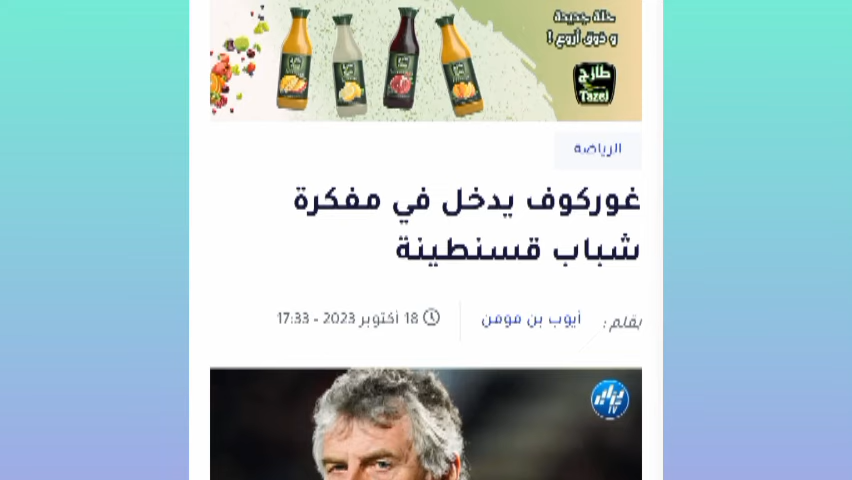 حلة جديدة
و ذوق أروع !
طازج
Tazej
الرياضة
غوركوف يدخل في مفكرة
شباب قسنطينة
بقلم :
أيوب بن مومن
18 أكتوبر 2023 - 17:33
TV